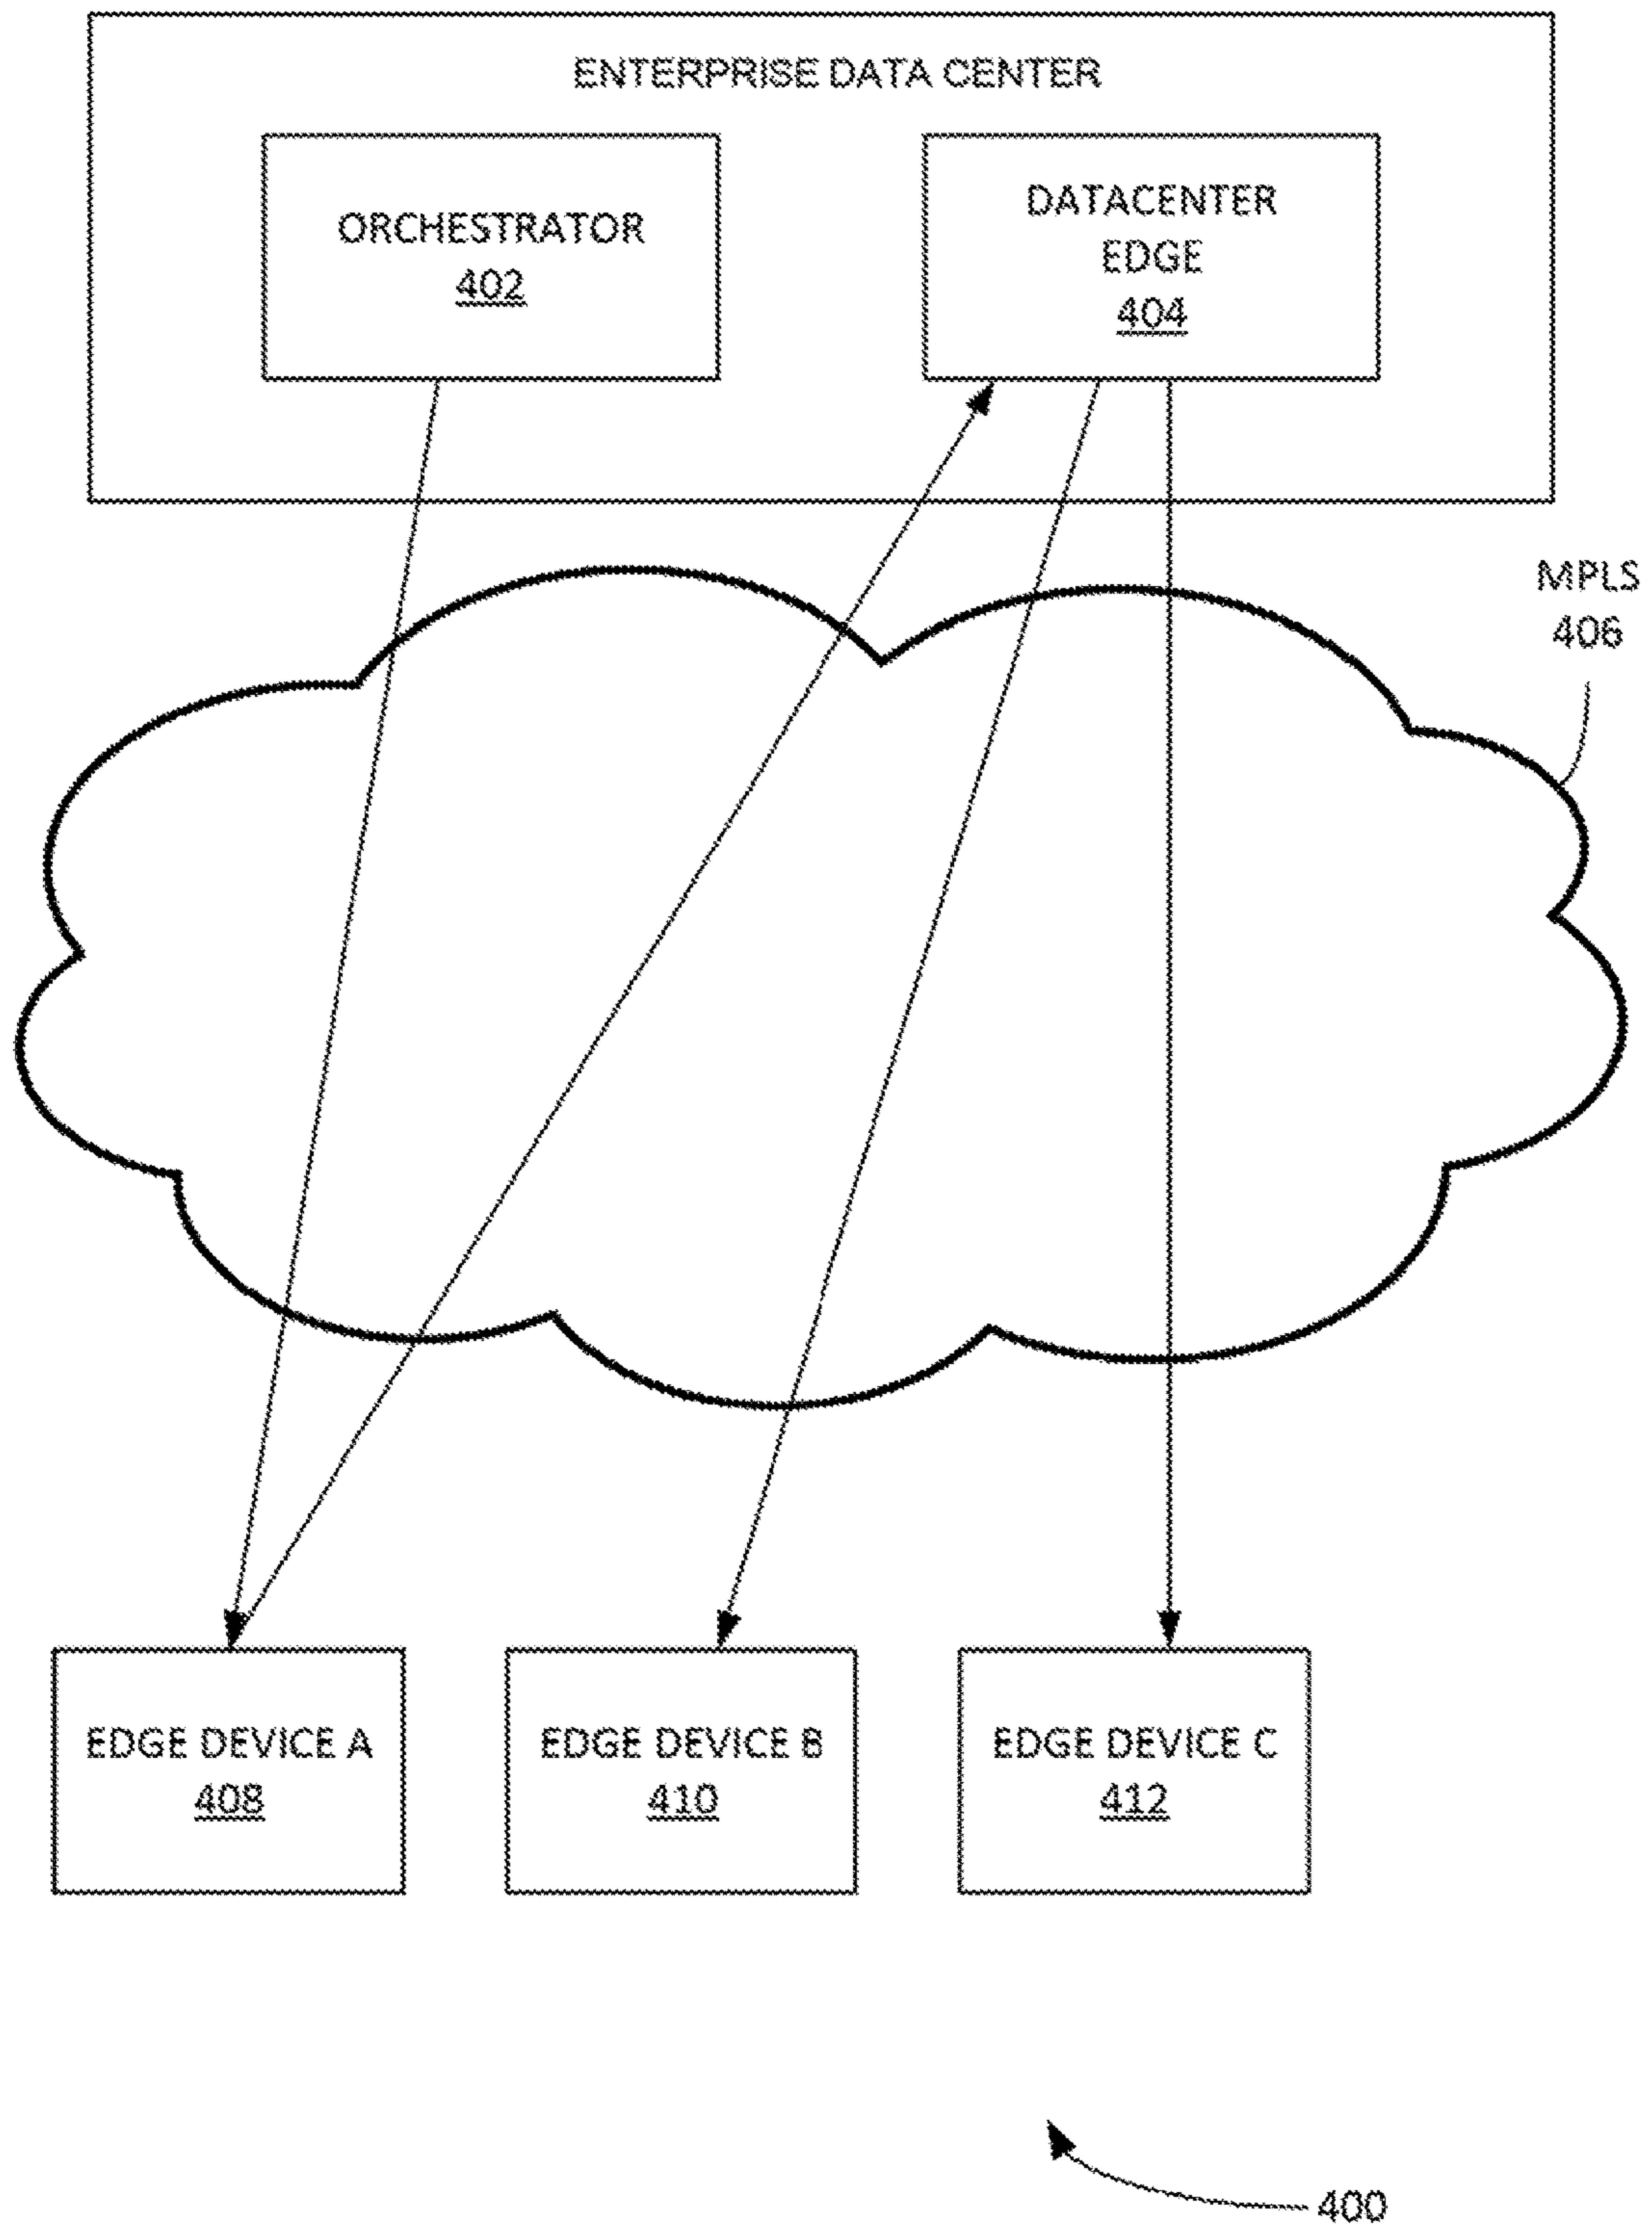 ENTERPRISE DATA CENTER
ORCHESTRATOR
402
DATACENTER
EDGE
404
MPLS
406
EDGE DEVICE A
408
EDGE DEVICE B
410
EDGE DEVICE C
412
400